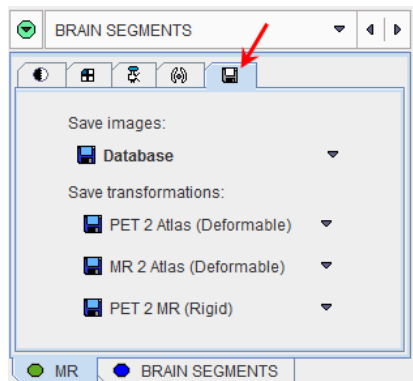 BRAIN SEGMENTS
Save images:
Database
Save transformations:
PET 2 Atlas (Deformable)
MR 2 Atlas (Deformable)
PET 2 MR (Rigid)
MR BRAIN SEGMENTS